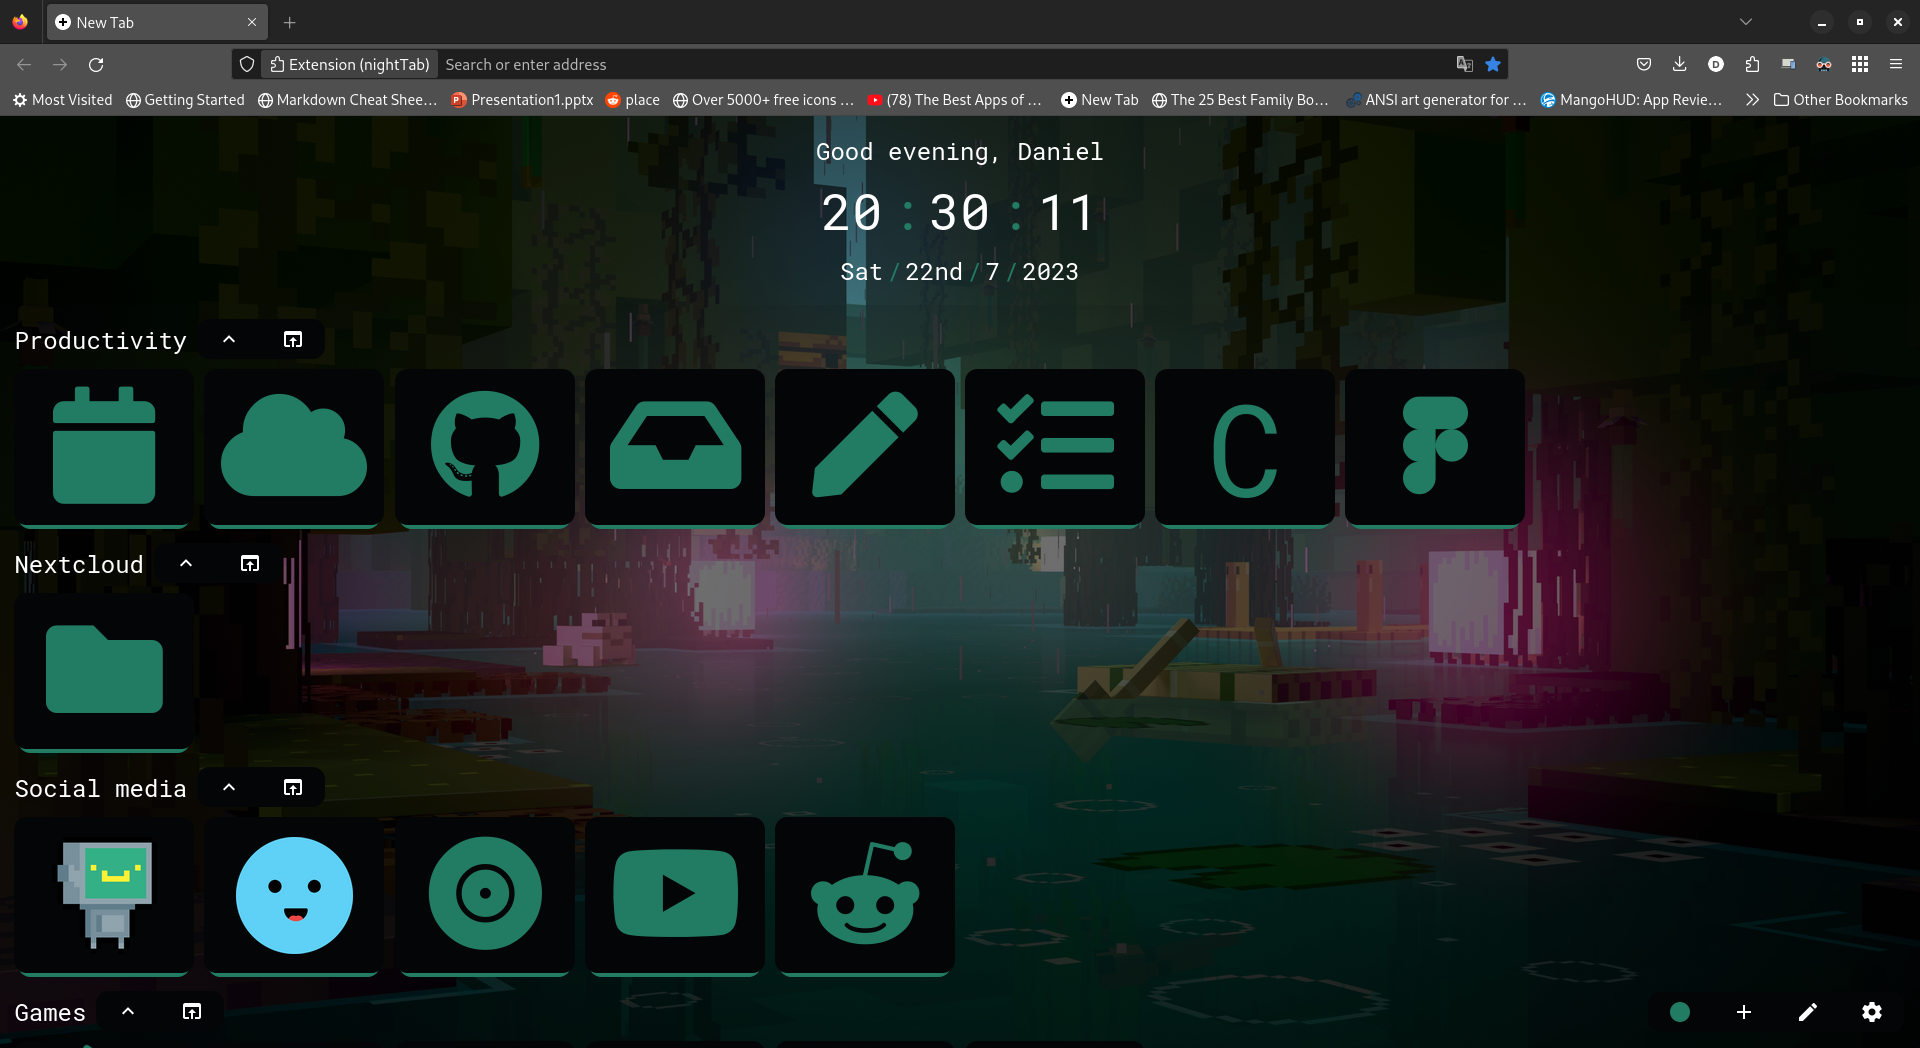 New Tab
Extension (nightTab) Search or enter address
Most Visited Getting Started Markdown Cheat Shee… Presentation1.pptx place Over 5000+ free icons … (78) The Best Apps of … New Tab The 25 Best Family Bo… ANSI art generator for … MangoHUD: App Revie… Other Bookmarks
Good evening, Daniel
20:30:11
Sat/22nd/7/2023
Productivity
C
Nextcloud
Social media
Games